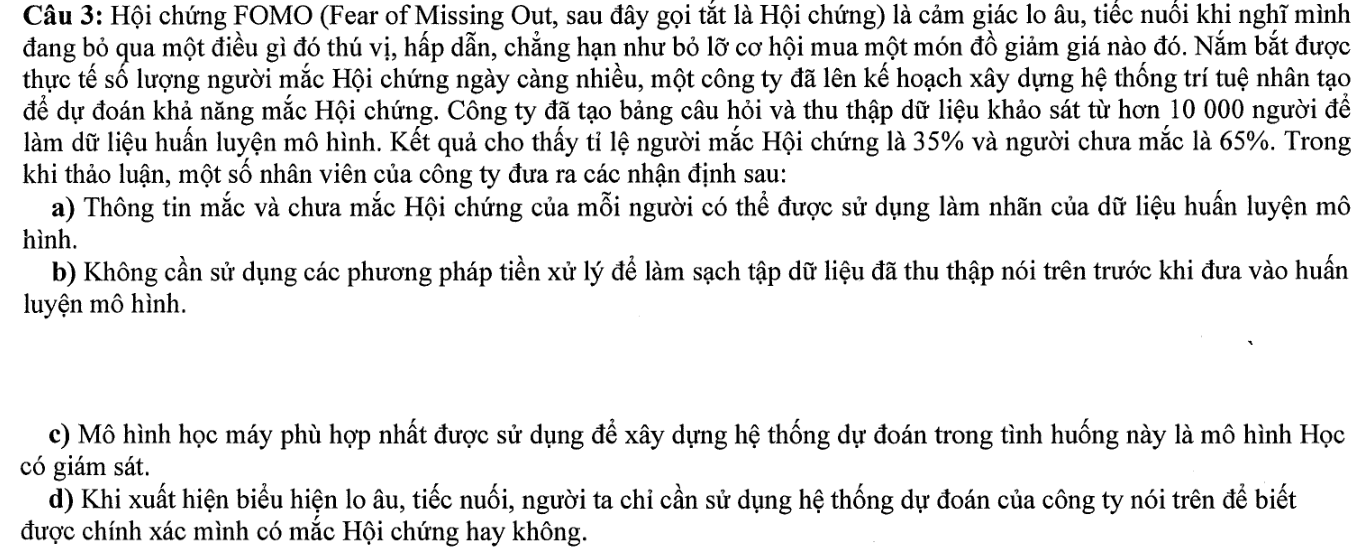 Câu 3: Hội chứng FOMO (Fear of Missing Out, sau đây gọi tắt là Hội chứng) là cảm giác lo âu, tiếc nuối khi nghĩ mình
đang bỏ qua một điều gì đó thú vị, hấp dẫn, chẳng hạn như bỏ lỡ cơ hội mua một món đồ giảm giá nào đó. Nắm bắt được
thực tế số lượng người mắc Hội chứng ngày càng nhiều, một công ty đã lên kế hoạch xây dựng hệ thống trí tuệ nhân tạo
để dự đoán khả năng mắc Hội chứng. Công ty đã tạo bảng câu hỏi và thu thập dữ liệu khảo sát từ hơn 10 000 người để
làm dữ liệu huấn luyện mô hình. Kết quả cho thấy tỉ lệ người mắc Hội chứng là 35% và người chưa mắc là 65%. Trong
khi thảo luận, một số nhân viên của công ty đưa ra các nhận định sau:
a) Thông tin mắc và chưa mắc Hội chứng của mỗi người có thể được sử dụng làm nhãn của dữ liệu huấn luyện mô
hình.
b) Không cần sử dụng các phương pháp tiền xử lý để làm sạch tập dữ liệu đã thu thập nói trên trước khi đưa vào huấn
luyện mô hình.
c) Mô hình học máy phù hợp nhất được sử dụng để xây dựng hệ thống dự đoán trong tình huống này là mô hình Học
có giám sát.
d) Khi xuất hiện biểu hiện lo âu, tiếc nuối, người ta chỉ cần sử dụng hệ thống dự đoán của công ty nói trên để biết
được chính xác mình có mắc Hội chứng hay không.